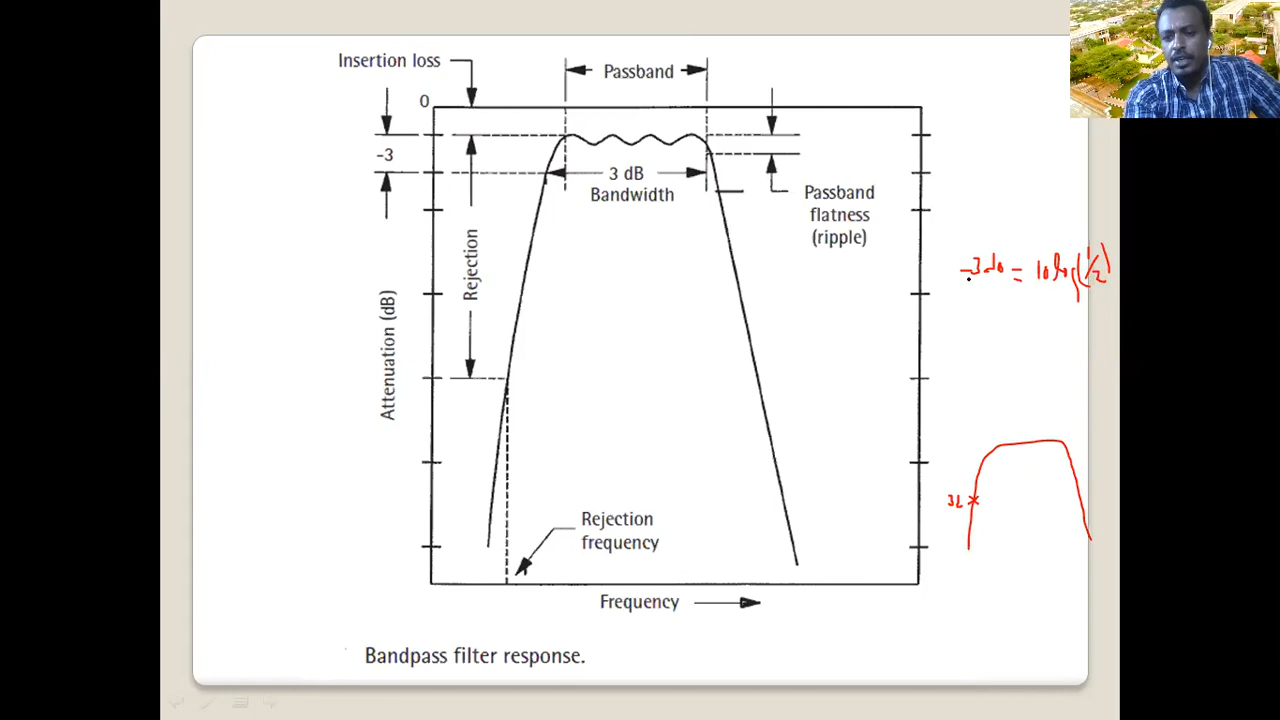 Insertion loss
Passband
0
-3
3 dB
Bandwidth
Passband
flatness
(ripple)
Rejection
Attenuation (dB)
-3db = 10log(1/2)
Rejection
frequency
Frequency
Bandpass filter response.